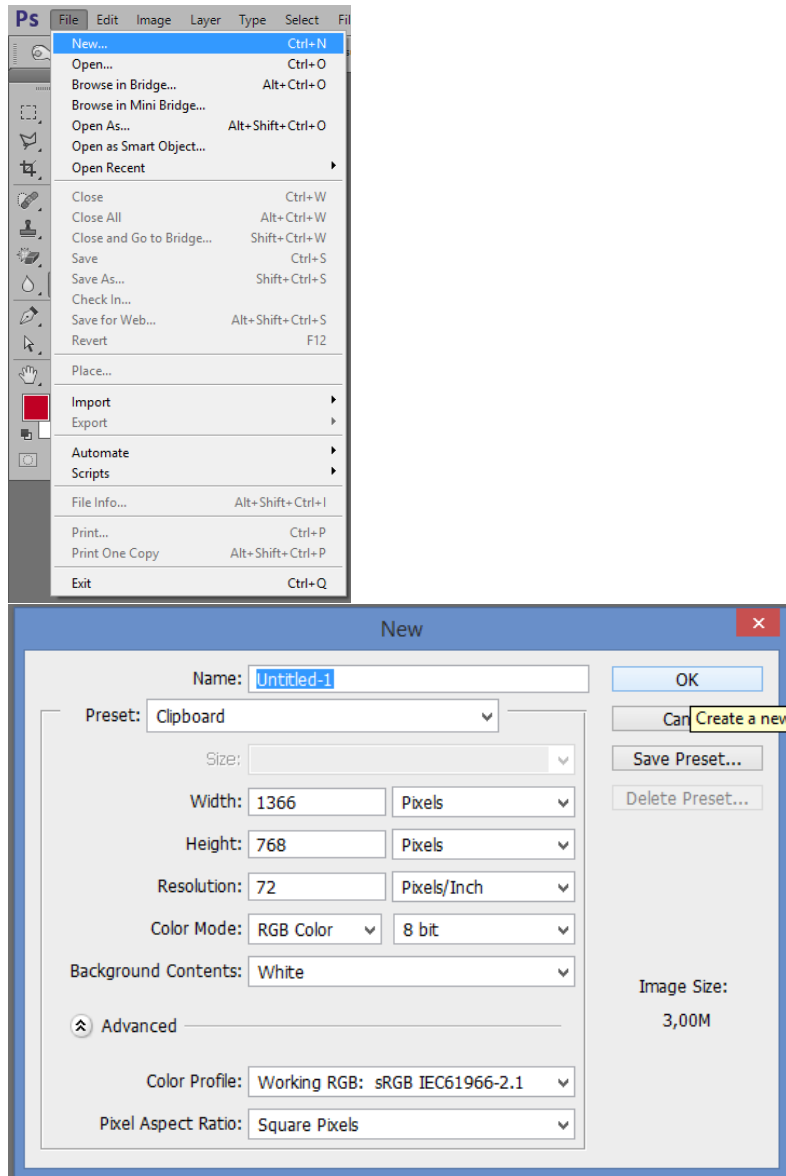 Ps File Edit Image Layer Type Select Fil
New... Ctrl+N
Open... Ctrl+O
Browse in Bridge... Alt+Ctrl+O
Browse in Mini Bridge...
Open As... Alt+Shift+Ctrl+O
Open as Smart Object...
Open Recent
Close Ctrl+W
Close All Alt+Ctrl+W
Close and Go to Bridge... Shift+Ctrl+W
Save Ctrl+S
Save As... Shift+Ctrl+S
Check In...
Save for Web... Alt+Shift+Ctrl+S
Revert F12
Place...
Import
Export
Automate
Scripts
File Info... Alt+Shift+Ctrl+I
Print... Ctrl+P
Print One Copy Alt+Shift+Ctrl+P
Exit Ctrl+Q
New
Name: Untitled-1 OK
Preset: Clipboard Can Create a new
Size: Save Preset...
Width: 1366 Pixels Delete Preset...
Height: 768 Pixels
Resolution: 72 Pixels/Inch
Color Mode: RGB Color 8 bit
Background Contents: White
Image Size:
Advanced 3,00M
Color Profile: Working RGB: sRGB IEC61966-2.1
Pixel Aspect Ratio: Square Pixels